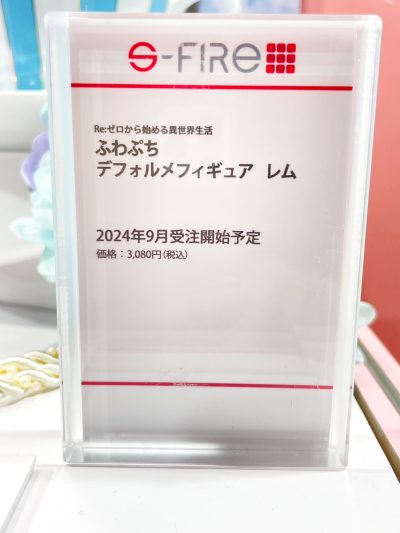 S-FIRE
Re:ゼロから始める異世界生活
ふわぷち
デフォルメフィギュア レム
2024年9月受注開始予定
価格：3,080円(税込)